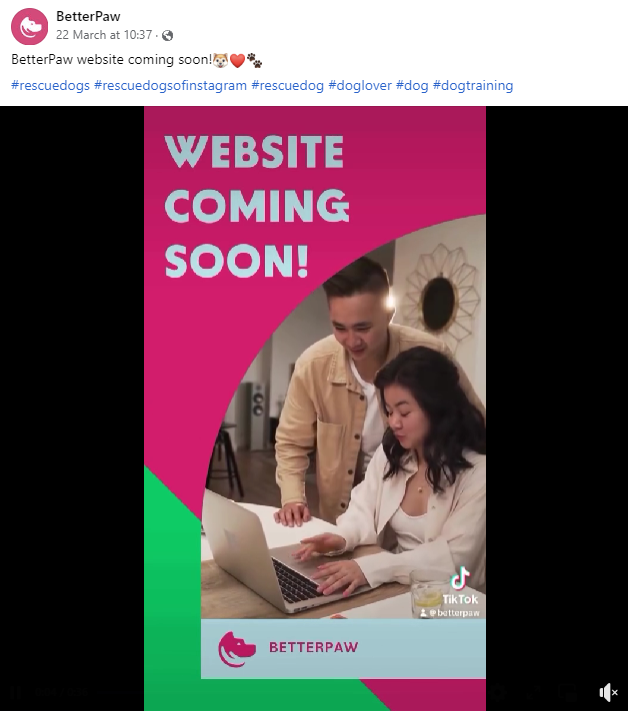 BetterPaw
22 March at 10:37 ·
BetterPaw website coming soon!🐶❤️🐾
#rescuedogs #rescuedogsofinstagram #rescuedog #doglover #dog #dogtraining
WEBSITE
COMING
SOON!
TikTok
@betterpaw
BETTERPAW